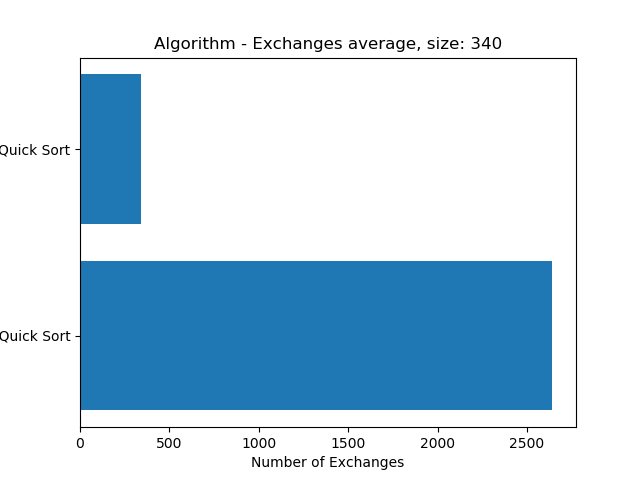 Algorithm - Exchanges average, size: 340
Quick Sort
Quick Sort
0 500 1000 1500 2000 2500
Number of Exchanges